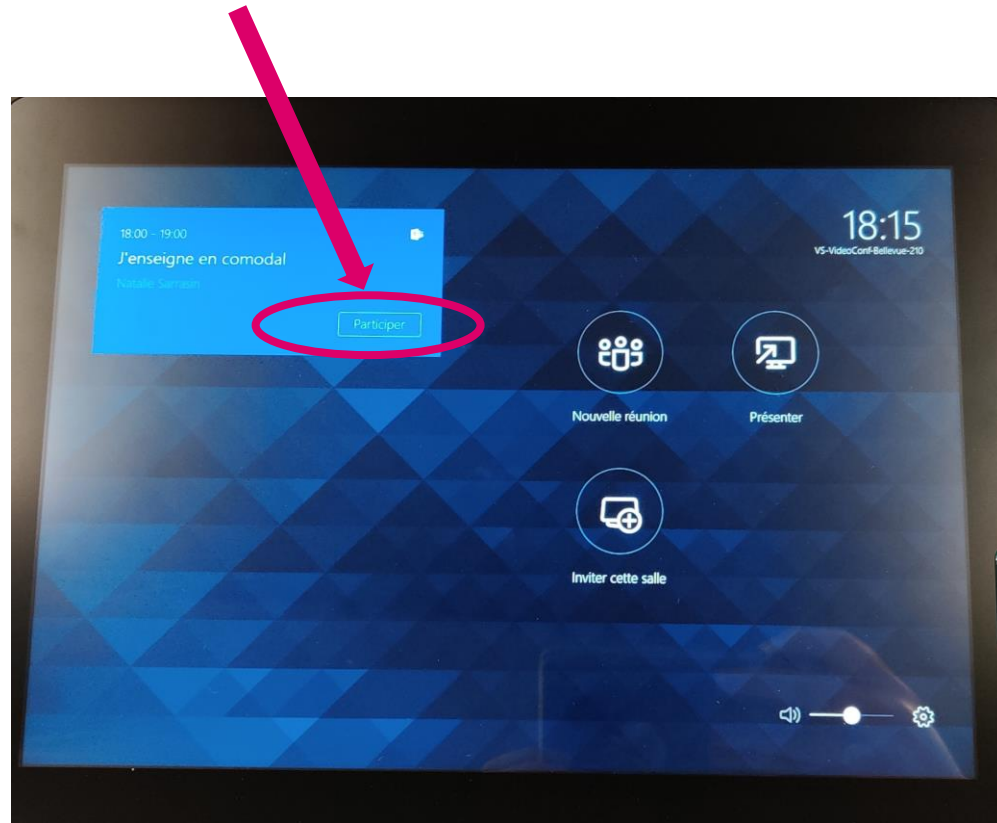 18:00 - 19:00
J'enseigne en comodal
Natalie
Participer
18:15
VS-VideoConf-Bellevue-210
Nouvelle réunion
Présenter
Inviter cette salle